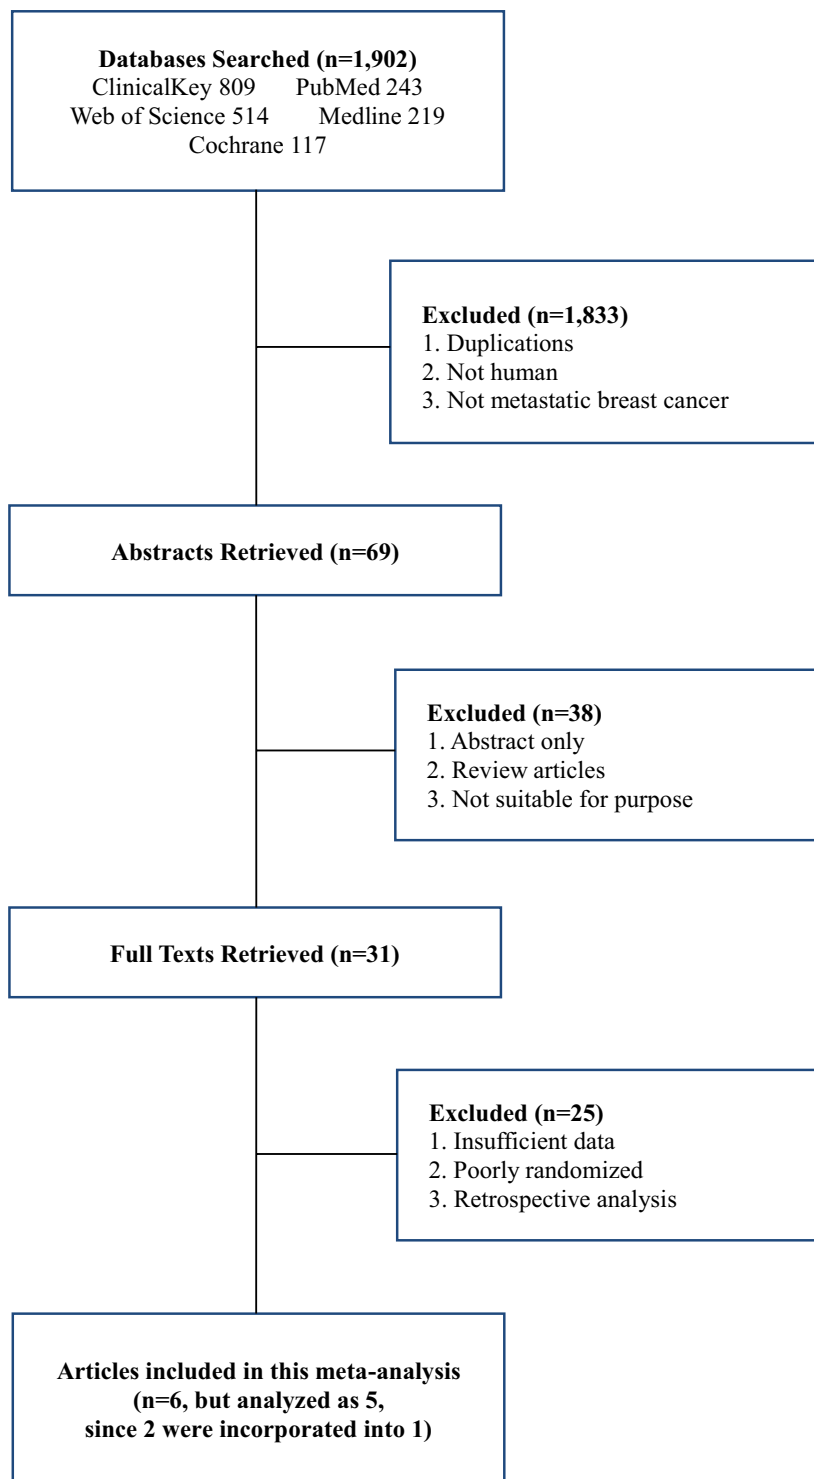 Databases Searched (n=1,902)
ClinicalKey 809 PubMed 243
Web of Science 514 Medline 219
Cochrane 117
Excluded (n=1,833)
1. Duplications
2. Not human
3. Not metastatic breast cancer
Abstracts Retrieved (n=69)
Excluded (n=38)
1. Abstract only
2. Review articles
3. Not suitable for purpose
Full Texts Retrieved (n=31)
Excluded (n=25)
1. Insufficient data
2. Poorly randomized
3. Retrospective analysis
Articles included in this meta-analysis
(n=6, but analyzed as 5,
since 2 were incorporated into 1)